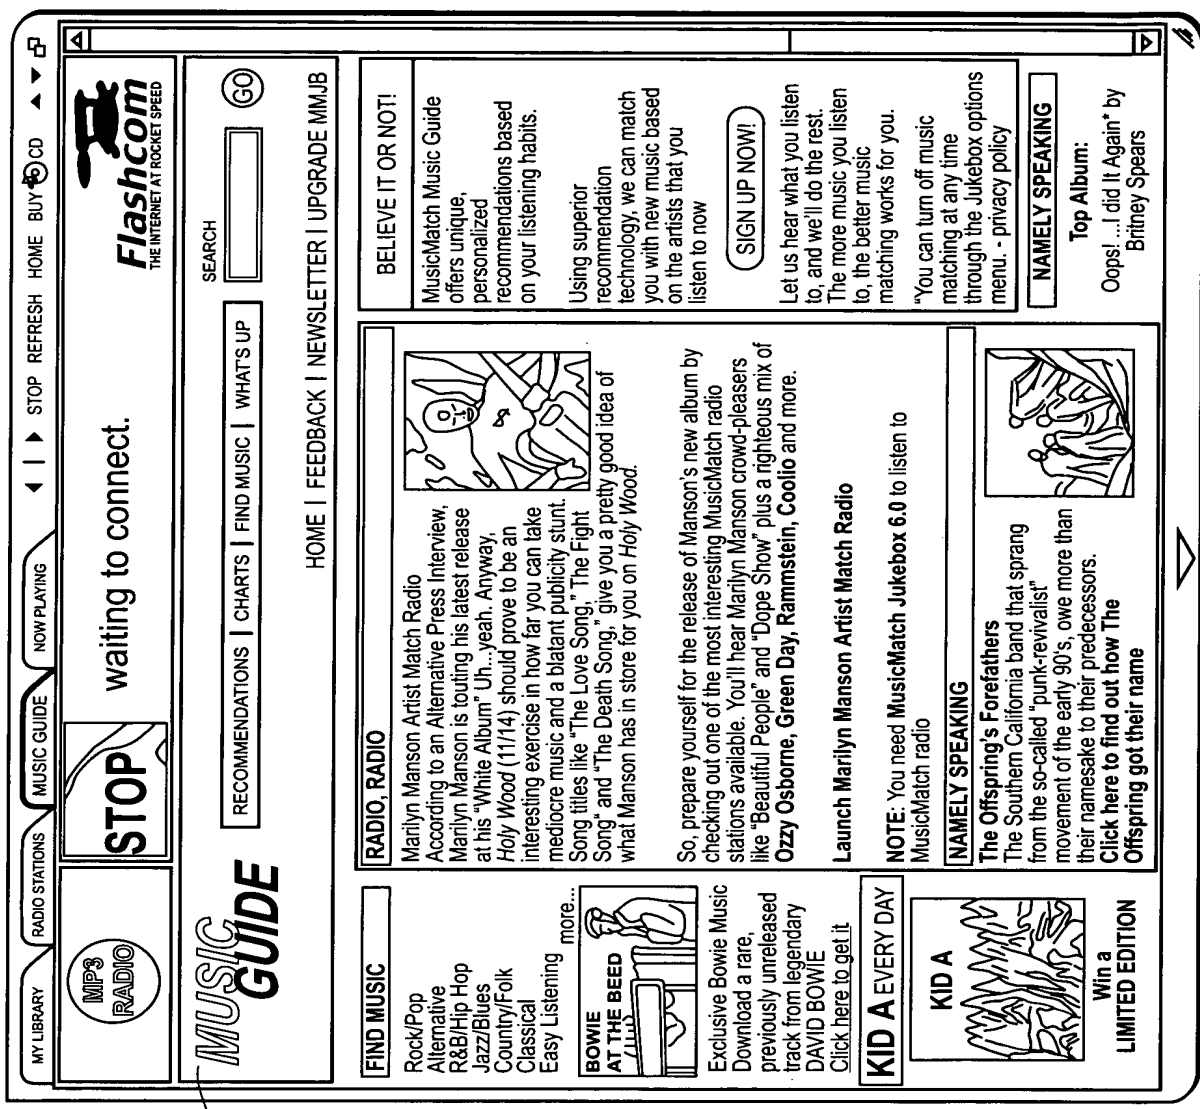 MY LIBRARY
RADIO STATIONS
MUSIC GUIDE
NOW PLAYING
STOP REFRESH HOME BUY CD
MP3
RADIO
STOP
waiting to connect.
Flashcom
THE INTERNET AT ROCKET SPEED
MUSIC
GUIDE
RECOMMENDATIONS | CHARTS | FIND MUSIC | WHAT'S UP
SEARCH
GO
HOME | FEEDBACK | NEWSLETTER | UPGRADE MMJB
FIND MUSIC
Rock/Pop
Alternative
R&B/Hip Hop
Jazz/Blues
Country/Folk
Classical
Easy Listening
more...
BOWIE
AT THE BEED
Exclusive Bowie Music
Download a rare,
previously unreleased
track from legendary
DAVID BOWIE
Click here to get it
KID A EVERY DAY
KID A
Win a
LIMITED EDITION
RADIO, RADIO
Marilyn Manson Artist Match Radio
According to an Alternative Press Interview,
Marilyn Manson is touting his latest release
at his "White Album" Uh...yeah. Anyway,
Holy Wood (11/14) should prove to be an
interesting exercise in how far you can take
mediocre music and a blatant publicity stunt.
Song titles like "The Love Song," "The Fight
Song" and "The Death Song," give you a pretty good idea of
what Manson has in store for you on Holy Wood.
So, prepare yourself for the release of Manson's new album by
checking out one of the most interesting MusicMatch radio
stations available. You'll hear Marilyn Manson crowd-pleasers
like "Beautiful People" and "Dope Show" plus a righteous mix of
Ozzy Osborne, Green Day, Rammstein, Coolio and more.
Launch Marilyn Manson Artist Match Radio
NOTE: You need MusicMatch Jukebox 6.0 to listen to
MusicMatch radio
NAMELY SPEAKING
The Offspring's Forefathers
The Southern California band that sprang
from the so-called "punk-revivalist"
movement of the early 90's, owe more than
their namesake to their predecessors.
Click here to find out how The
Offspring got their name
BELIEVE IT OR NOT!
MusicMatch Music Guide
offers unique,
personalized
recommendations based
on your listening habits.
Using superior
recommendation
technology, we can match
you with new music based
on the artists that you
listen to now
SIGN UP NOW!
Let us hear what you listen
to, and we'll do the rest.
The more music you listen
to, the better music
matching works for you.
"You can turn off music
matching at any time
through the Jukebox options
menu. - privacy policy
NAMELY SPEAKING
Top Album:
Oops! ...I did It Again* by
Britney Spears